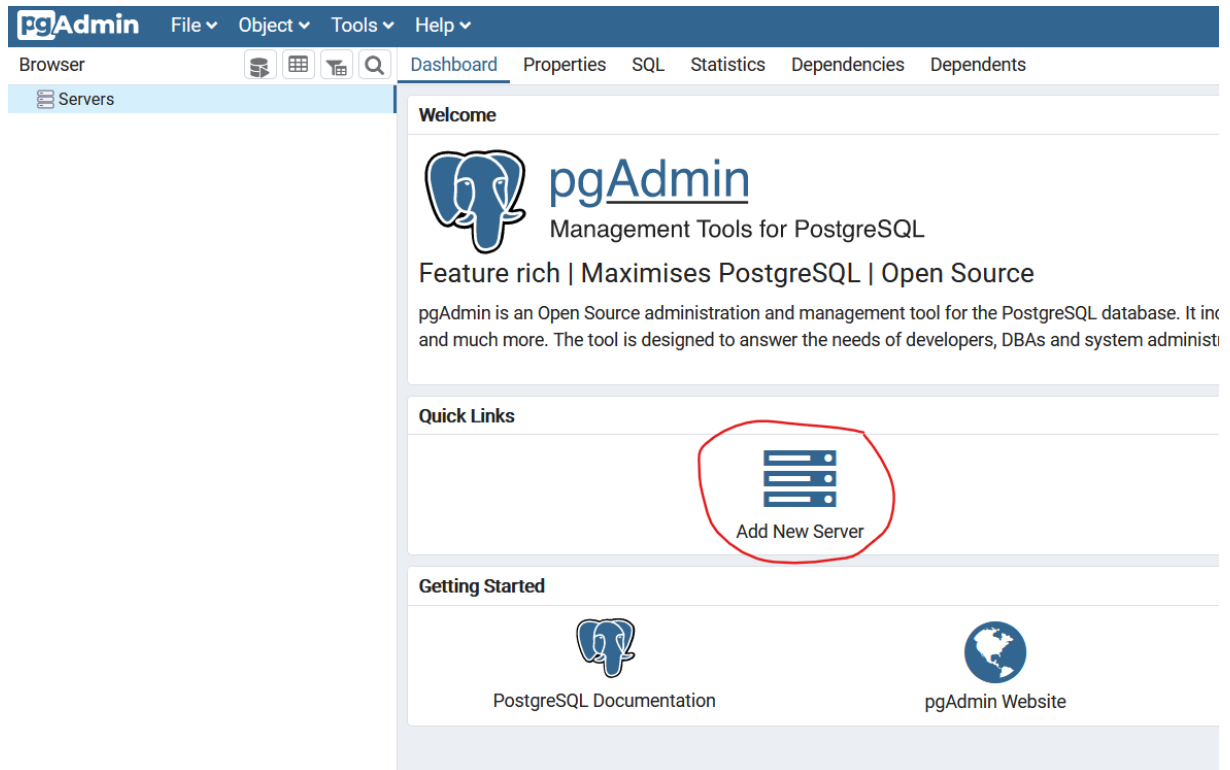 pgAdmin File Object Tools Help
Browser Dashboard Properties SQL Statistics Dependencies Dependents
Servers
Welcome
pgAdmin
Management Tools for PostgreSQL
Feature rich | Maximises PostgreSQL | Open Source
pgAdmin is an Open Source administration and management tool for the PostgreSQL database. It
and much more. The tool is designed to answer the needs of developers, DBAs and system
Quick Links
Add New Server
Getting Started
PostgreSQL Documentation pgAdmin Website